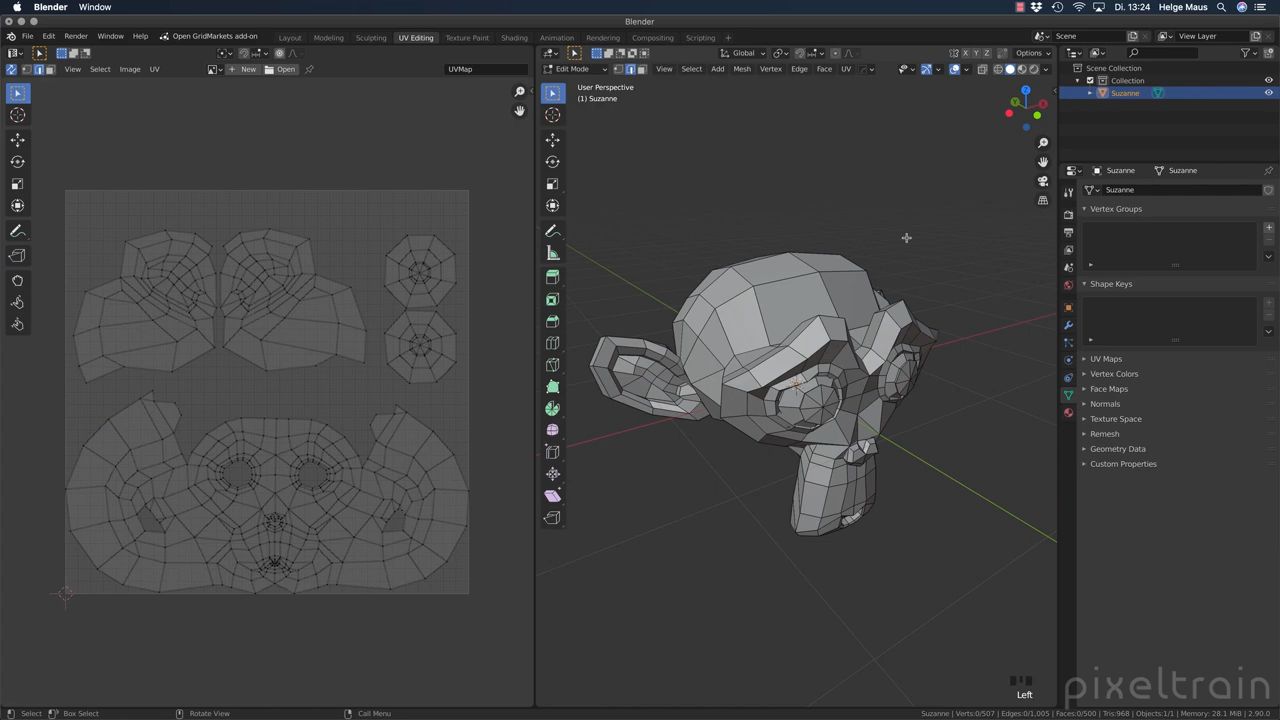 Blender Window Di. 13:24 Helge Maus
Blender
File Edit Render Window Help Open GridMarkets add-on Layout Modeling Sculpting UV Editing Texture Paint Shading Animation Rendering Compositing Scripting + Scene View Layer
Global Options
View Select Image UV New Open UVMap Edit Mode View Select Add Mesh Vertex Edge Face UV
X Y Z
Scene Collection
Collection
Suzanne
User Perspective
(1) Suzanne
Z
Y
X
Suzanne Suzanne
Suzanne
Vertex Groups
Shape Keys
UV Maps
Vertex Colors
Face Maps
Normals
Texture Space
Remesh
Geometry Data
Custom Properties
Left
pixeltrain
Select Box Select Rotate View Call Menu Suzanne | Verts:0/507 | Edges:0/1,005 | Faces:0/500 | Tris:968 | Objects:1/1 | Memory: 28.1 MiB | 2.90.0